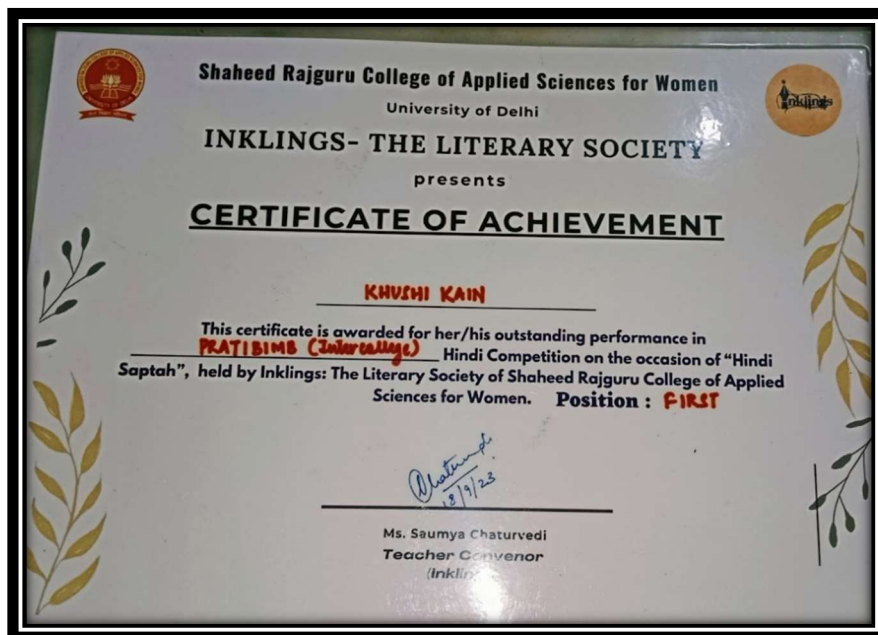 Shaheed Rajguru College of Applied Sciences for Women
University of Delhi
Inklings
INKLINGS- THE LITERARY SOCIETY
presents
CERTIFICATE OF ACHIEVEMENT
KHUSHI KAIN
This certificate is awarded for her/his outstanding performance in
PRATIBIMB (Intercollege) Hindi Competition on the occasion of “Hindi
Saptah”, held by Inklings: The Literary Society of Shaheed Rajguru College of Applied
Sciences for Women. Position : FIRST
18/9/23
Ms. Saumya Chaturvedi
Teacher Convenor